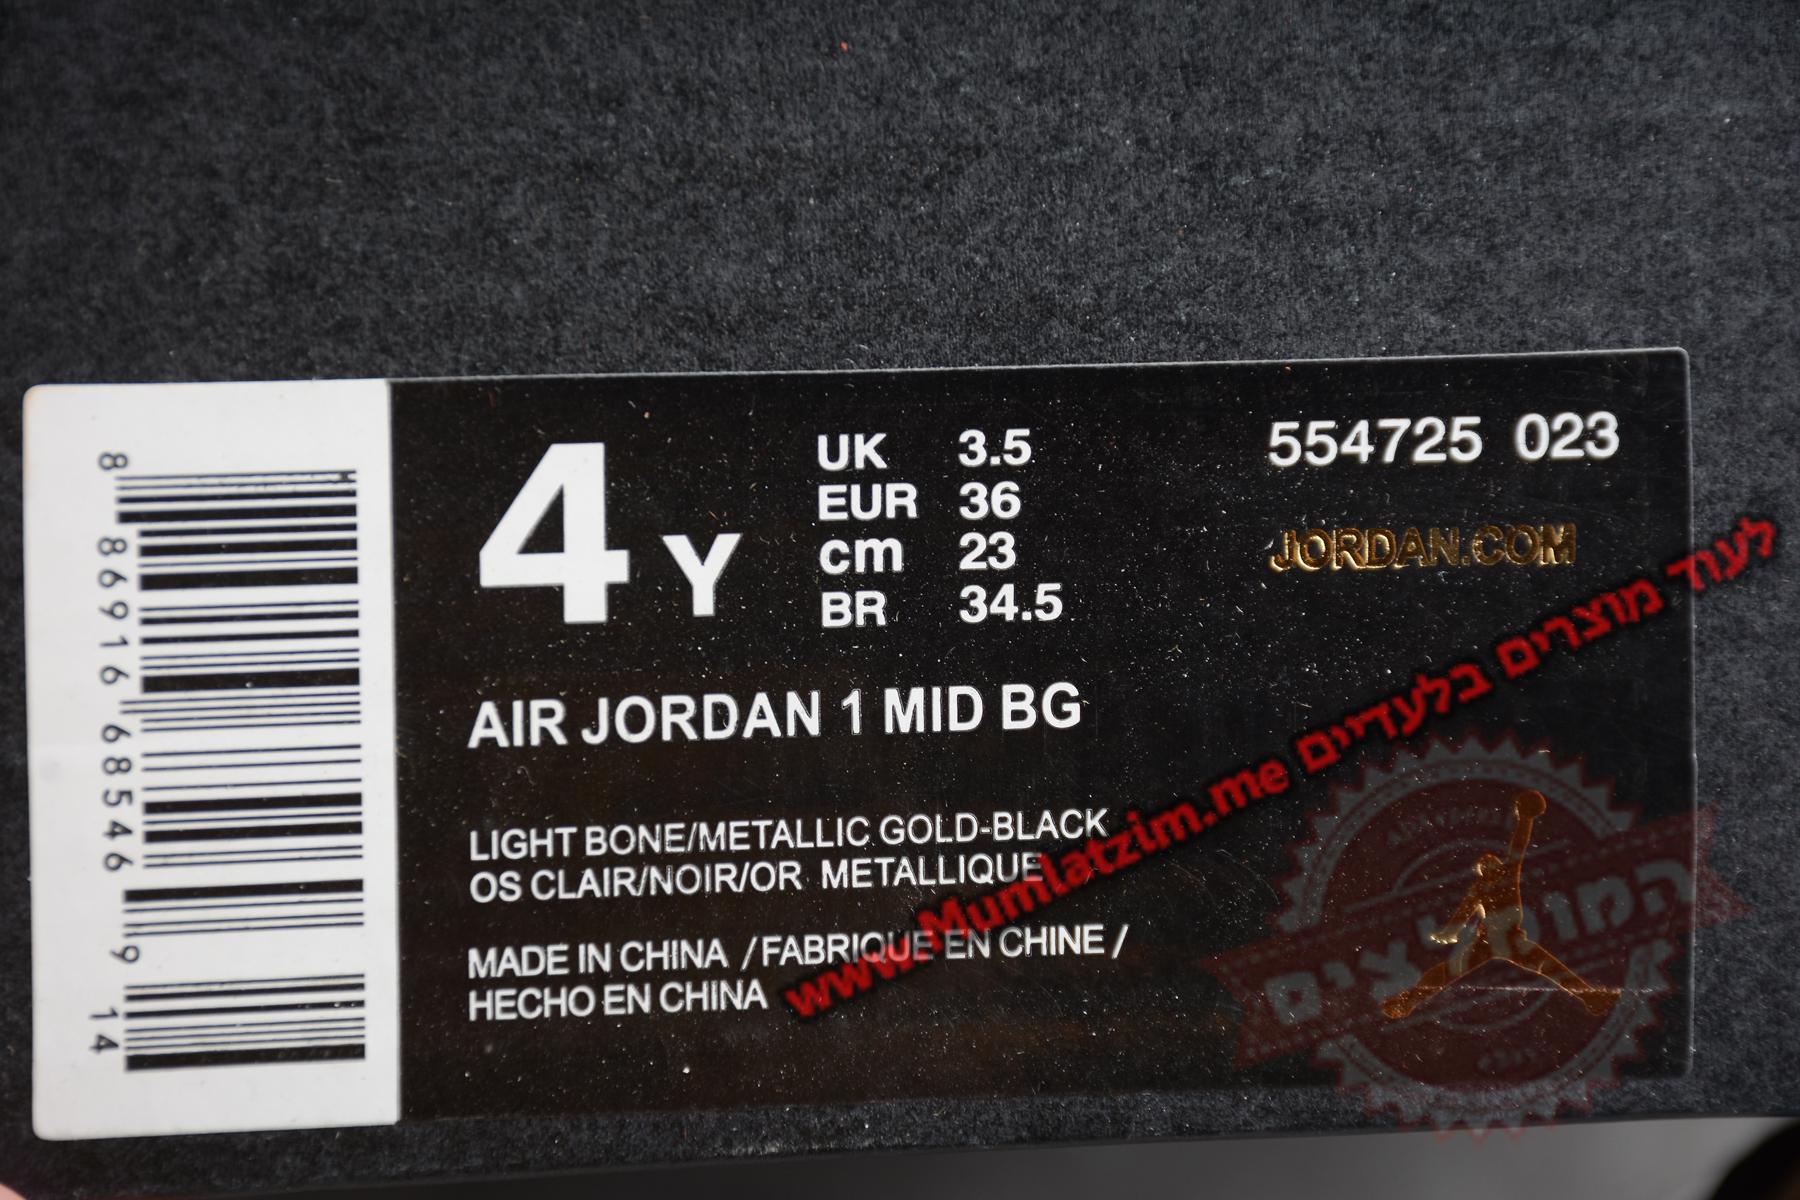 4 Y
UK 3.5
EUR 36
cm 23
BR 34.5
554725 023
JORDAN.COM
AIR JORDAN 1 MID BG
LIGHT BONE/METALLIC GOLD-BLACK
OS CLAIR/NOIR/OR METALLIQUE
MADE IN CHINA / FABRIQUE EN CHINE /
HECHO EN CHINA
8 86916 68546 9 14
לעוד מוצרים בלעדיים www.Mumlatzim.me